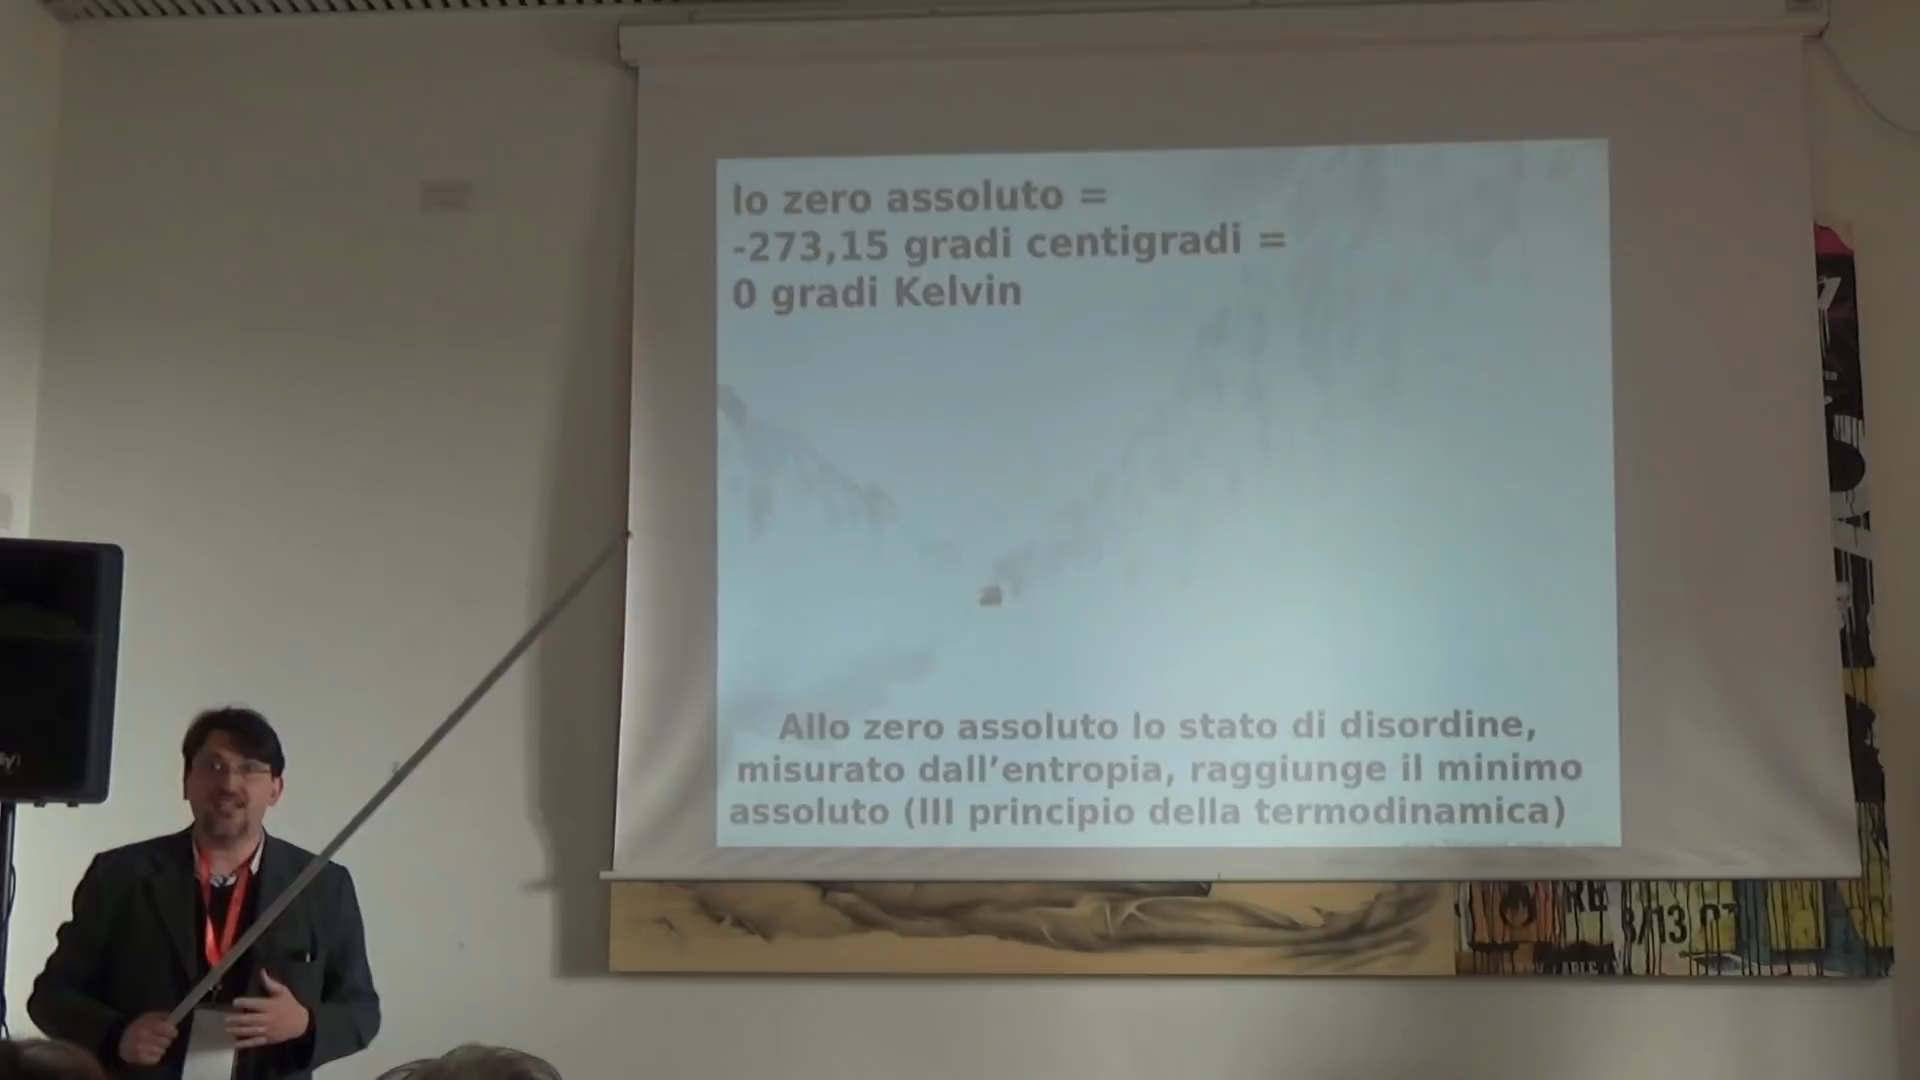 lo zero assoluto =
-273,15 gradi centigradi =
0 gradi Kelvin
Allo zero assoluto lo stato di disordine,
misurato dall’entropia, raggiunge il minimo
assoluto (III principio della termodinamica)